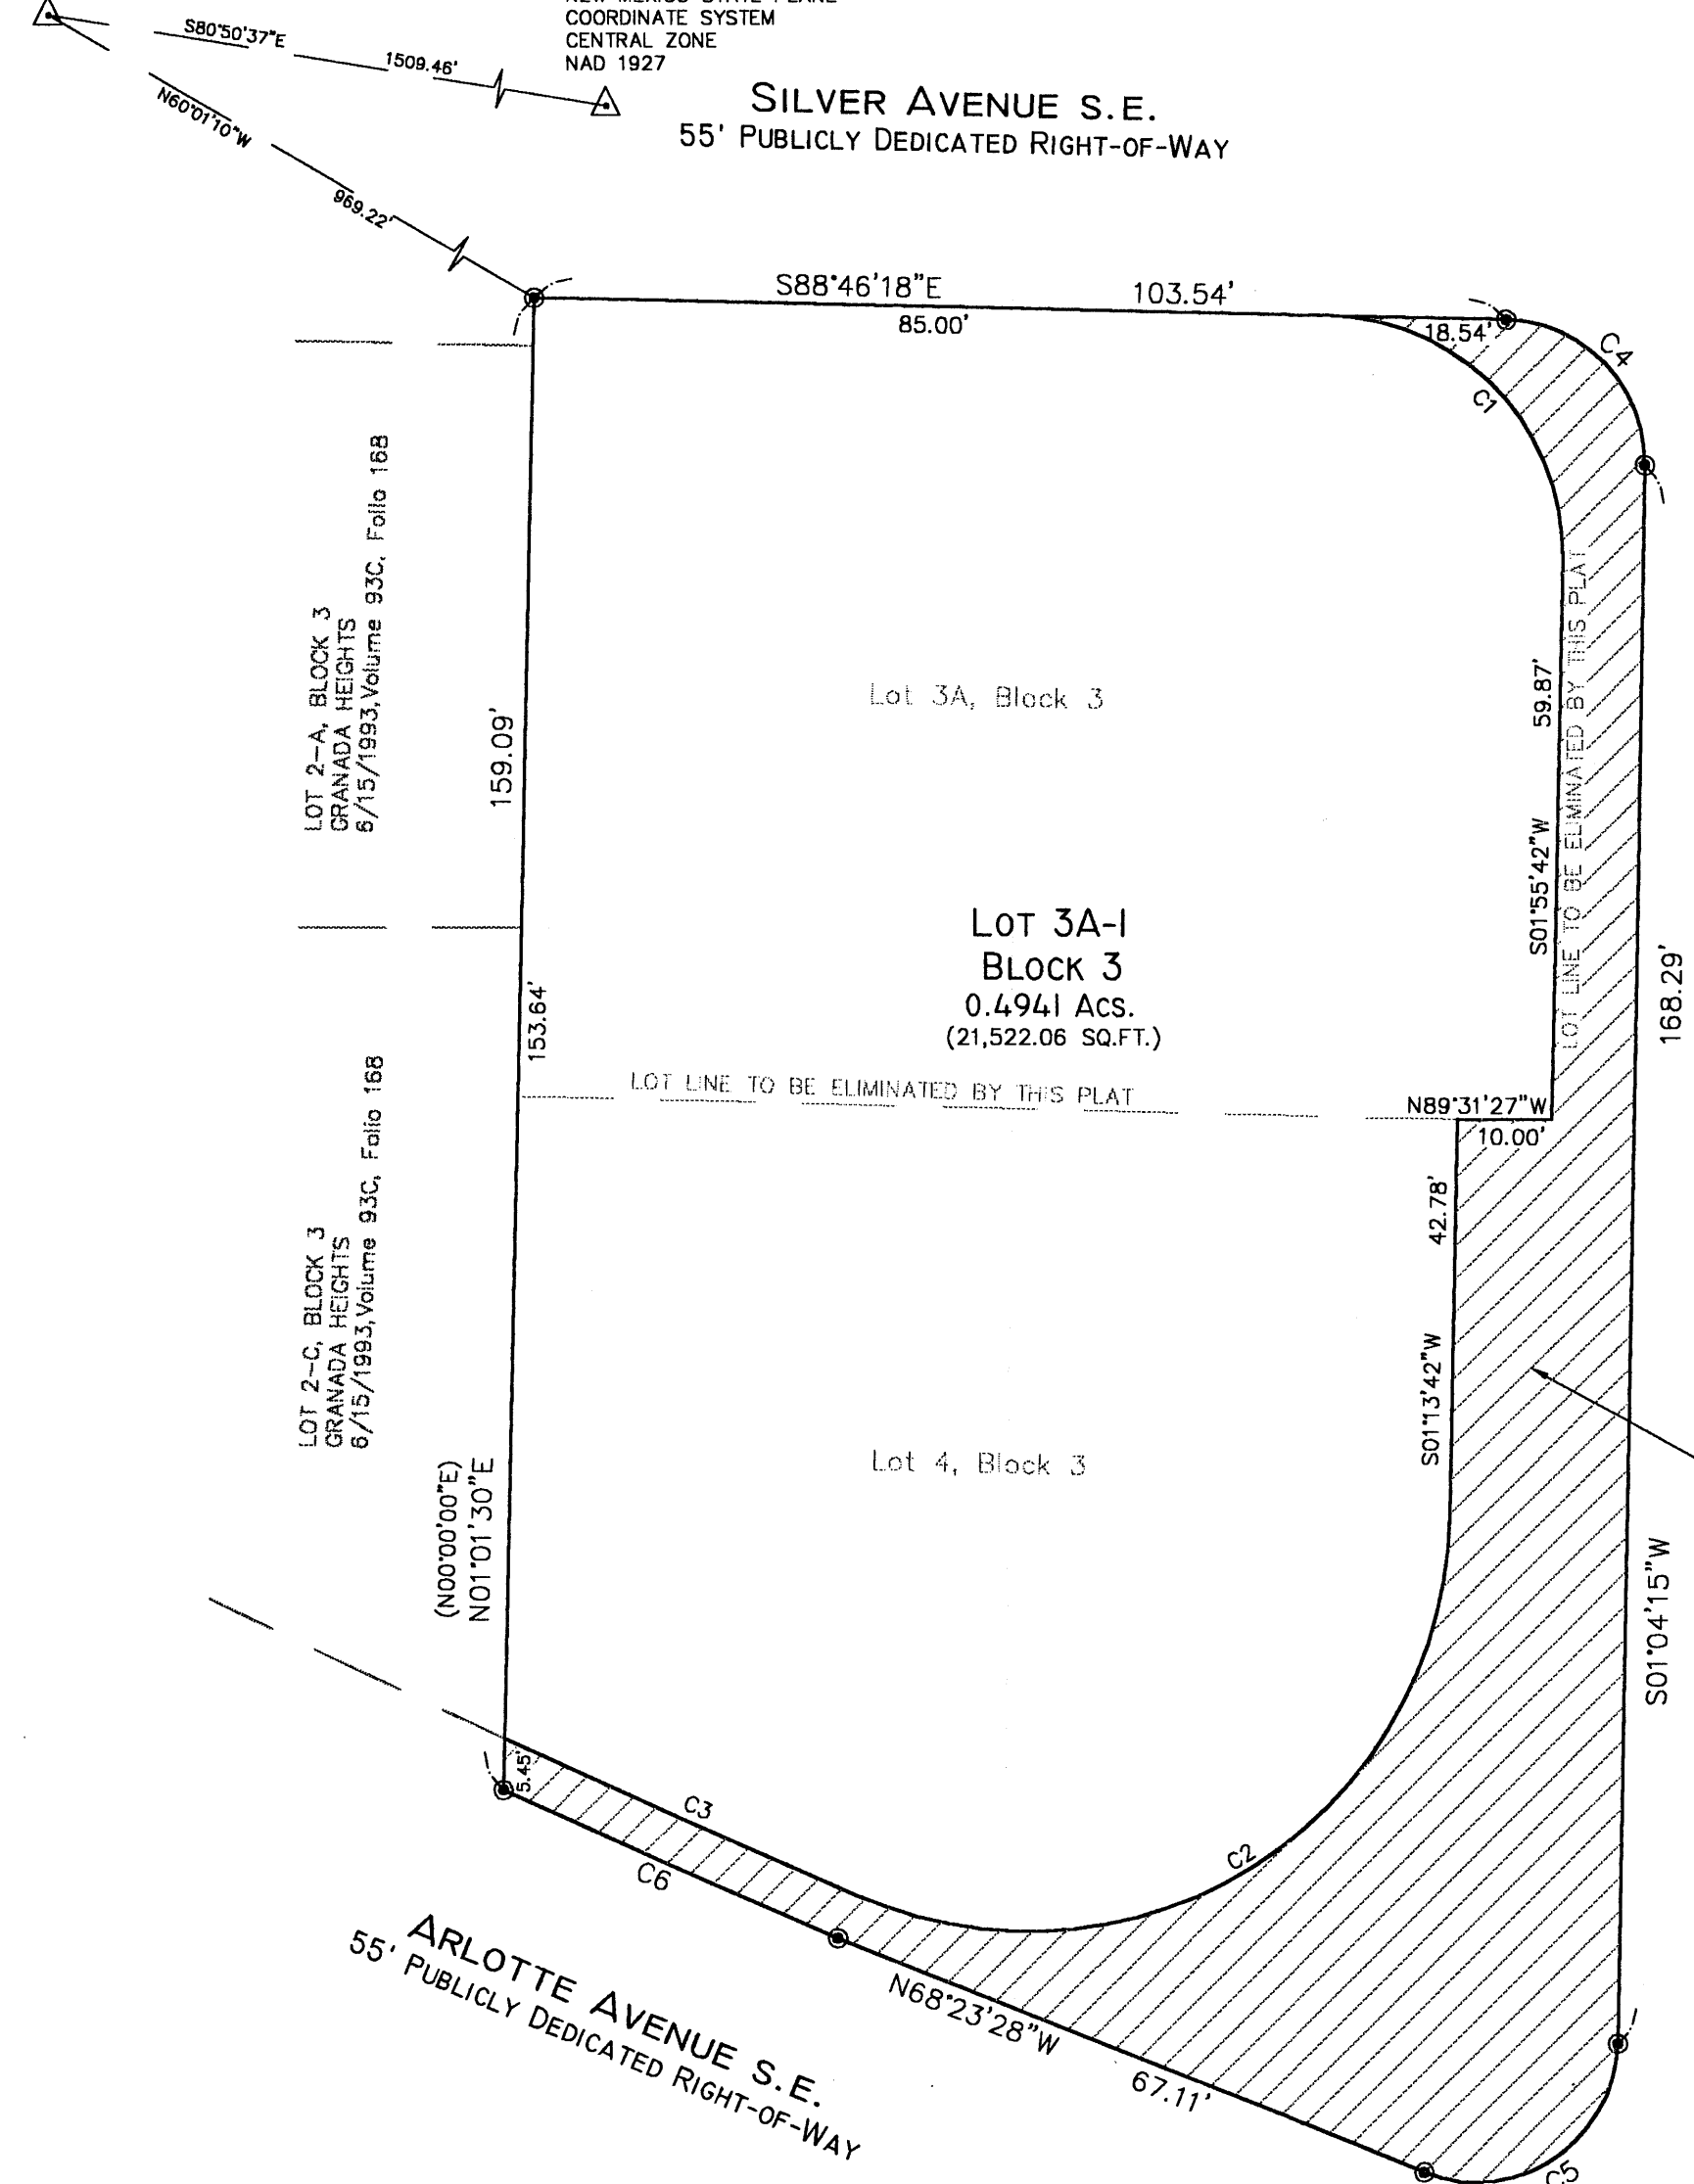 COORDINATE SYSTEM
CENTRAL ZONE
NAD 1927
S80°50'37"E
1509.46'
N60°01'10"W
969.22'
SILVER AVENUE S.E.
55' PUBLICLY DEDICATED RIGHT-OF-WAY
S88°46'18"E
103.54'
85.00'
18.54'
C4
C1
LOT 2-A, BLOCK 3
GRANADA HEIGHTS
6/15/1993, Volume 93C, Folio 168
159.09'
Lot 3A, Block 3
59.87'
S01°55'42"W
LOT LINE TO BE ELIMINATED BY THIS PLAT
LOT 3A-1
BLOCK 3
0.4941 ACS.
(21,522.06 SQ.FT.)
168.29'
153.64'
LOT LINE TO BE ELIMINATED BY THIS PLAT
N89°31'27"W
10.00'
LOT 2-C, BLOCK 3
GRANADA HEIGHTS
6/15/1993, Volume 93C, Folio 168
42.78'
S01°13'42"W
Lot 4, Block 3
(N00°00'00"E)
N01°01'30"E
S01°04'15"W
5.45'
C3
C6
C2
ARLOTTE AVENUE S.E.
55' PUBLICLY DEDICATED RIGHT-OF-WAY
N68°23'28"W
67.11'
C5